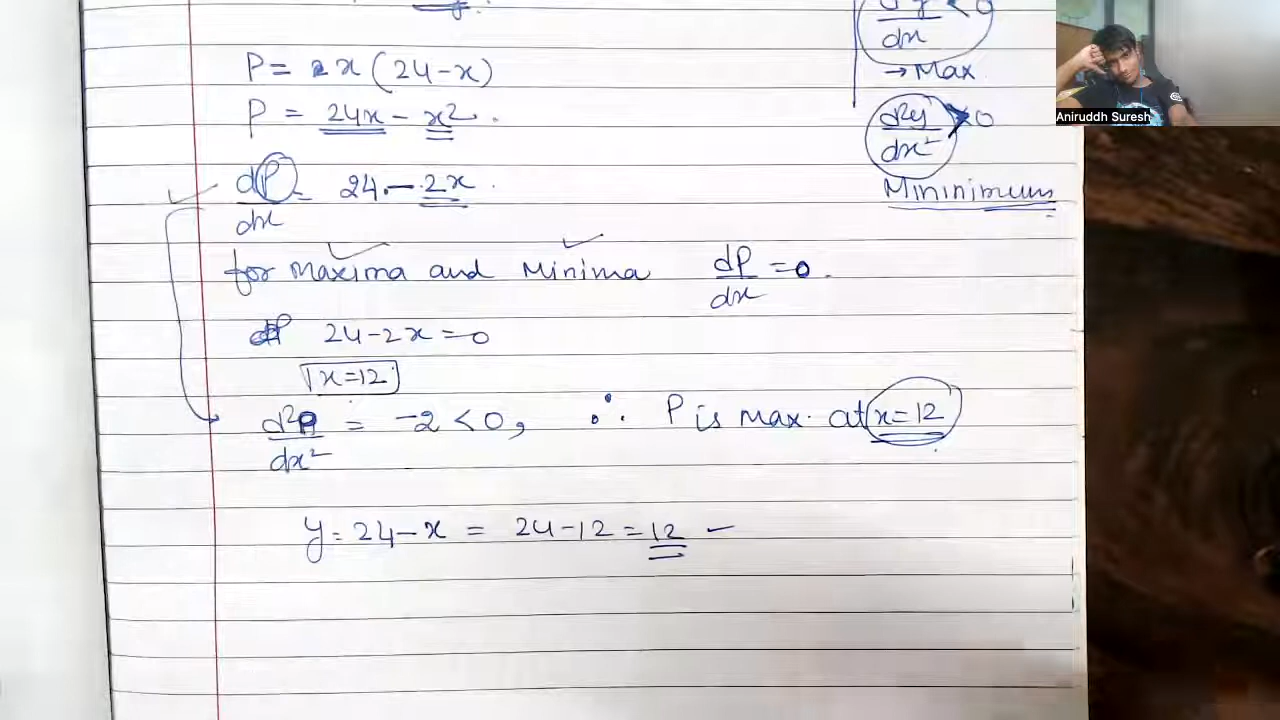 P = x(24-x)
P = 24x - x².
dP/dx = 24 - 2x.
for maxima and Minima dP/dx = 0.
24-2x=0
x=12
d²P/dx² = -2 < 0, ∴ P is max. at x=12
y = 24-x = 24-12 = 12
< 0
dx
→ Max
d²y/dx² > 0
Mininimum
Aniruddh Suresh